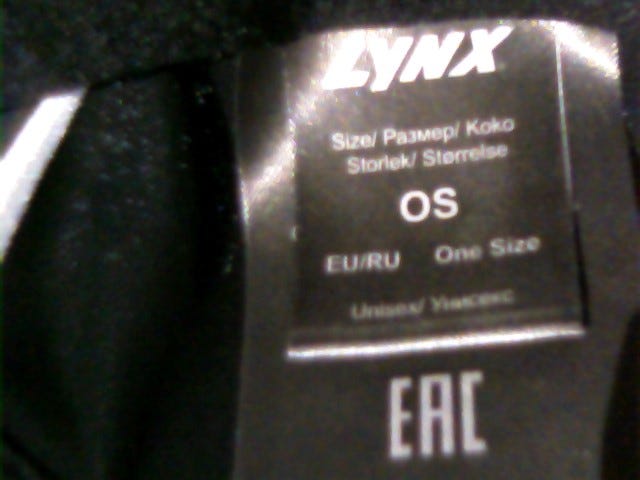 LYNX
Size/ Размер/ Koko
Storlek/ Størrelse
OS
EU/RU One Size
Unisex/ Унисекс
EAC